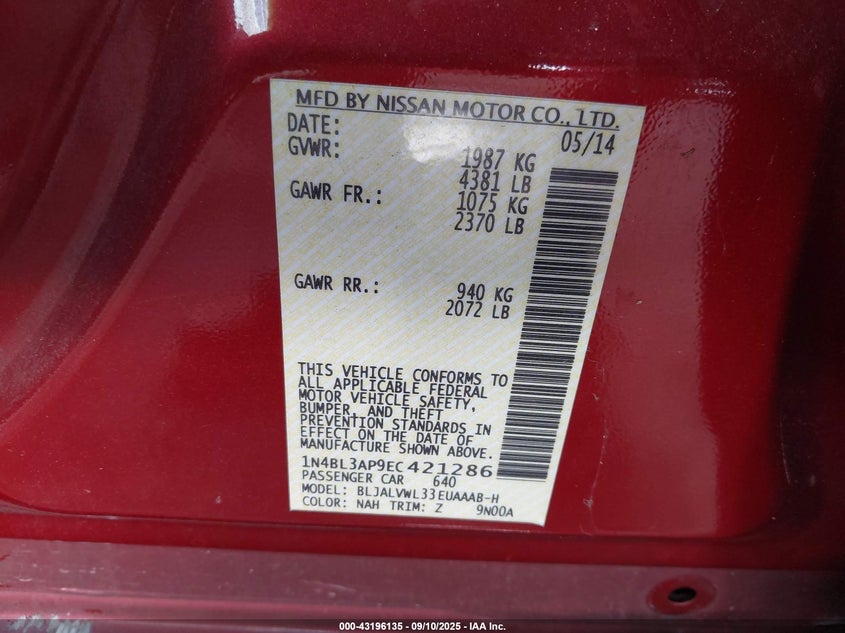 MFD BY NISSAN MOTOR CO., LTD.
DATE: 05/14
GVWR: 1987 KG
4381 LB
GAWR FR.: 1075 KG
2370 LB
GAWR RR.: 940 KG
2072 LB
THIS VEHICLE CONFORMS TO
ALL APPLICABLE FEDERAL
MOTOR VEHICLE SAFETY,
BUMPER, AND THEFT
PREVENTION STANDARDS IN
EFFECT ON THE DATE OF
MANUFACTURE SHOWN ABOVE.
1N4BL3AP9EC421286
PASSENGER CAR 640
MODEL: BLJALVWL33EUAAAB-H
COLOR: NAH TRIM: Z 9N00A
000-43196135 - 09/10/2025 - IAA Inc.